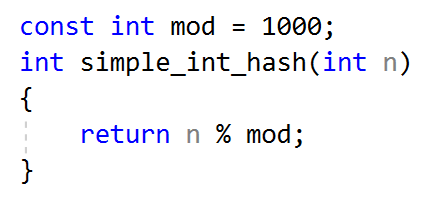 const int mod = 1000;
int simple_int_hash(int n)
{
    return n % mod;
}